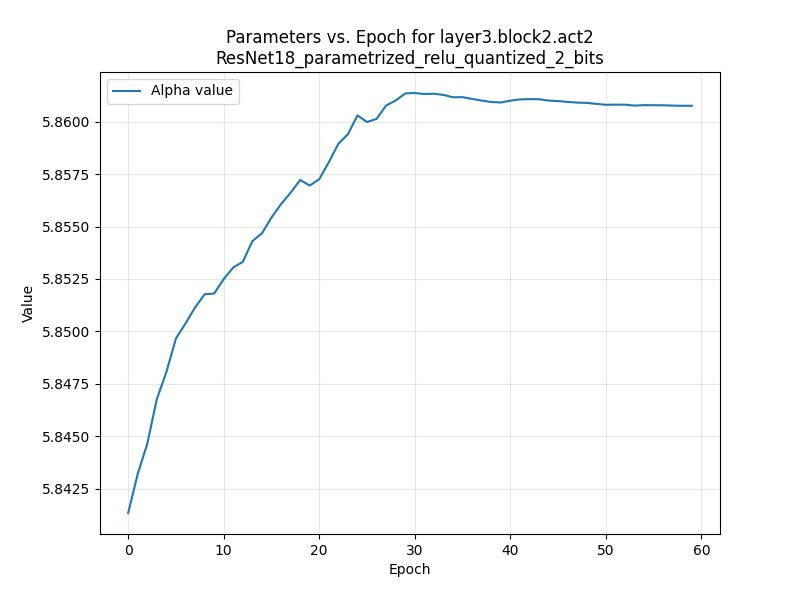 Parameters vs. Epoch for layer3.block2.act2
ResNet18_parametrized_relu_quantized_2_bits
Alpha value
5.8600
5.8575
5.8550
5.8525
5.8500
5.8475
5.8450
5.8425
Value
0 10 20 30 40 50 60
Epoch